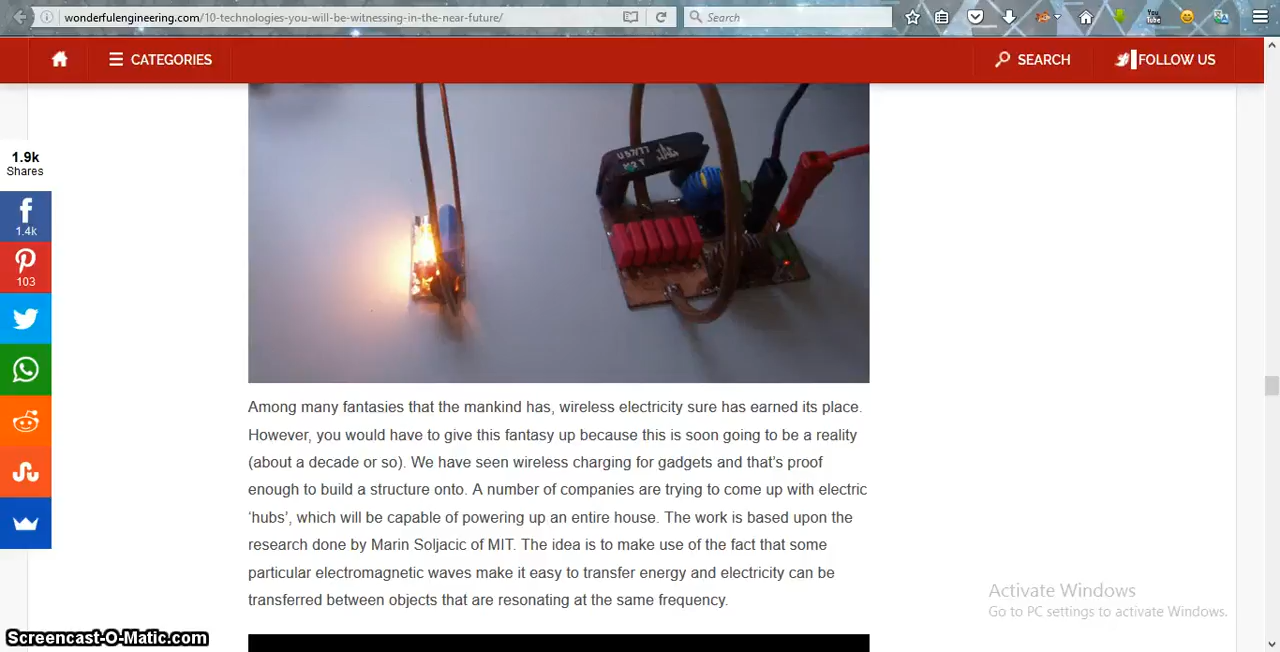 wonderfulengineering.com/10-technologies-you-will-be-witnessing-in-the-near-future/
Search
CATEGORIES
SEARCH
FOLLOW US
1.9k
Shares
1.4k
103
Among many fantasies that the mankind has, wireless electricity sure has earned its place.
However, you would have to give this fantasy up because this is soon going to be a reality
(about a decade or so). We have seen wireless charging for gadgets and that’s proof
enough to build a structure onto. A number of companies are trying to come up with electric
‘hubs’, which will be capable of powering up an entire house. The work is based upon the
research done by Marin Soljacic of MIT. The idea is to make use of the fact that some
particular electromagnetic waves make it easy to transfer energy and electricity can be
transferred between objects that are resonating at the same frequency.
Activate Windows
Go to PC settings to activate Windows.
Screencast-O-Matic.com